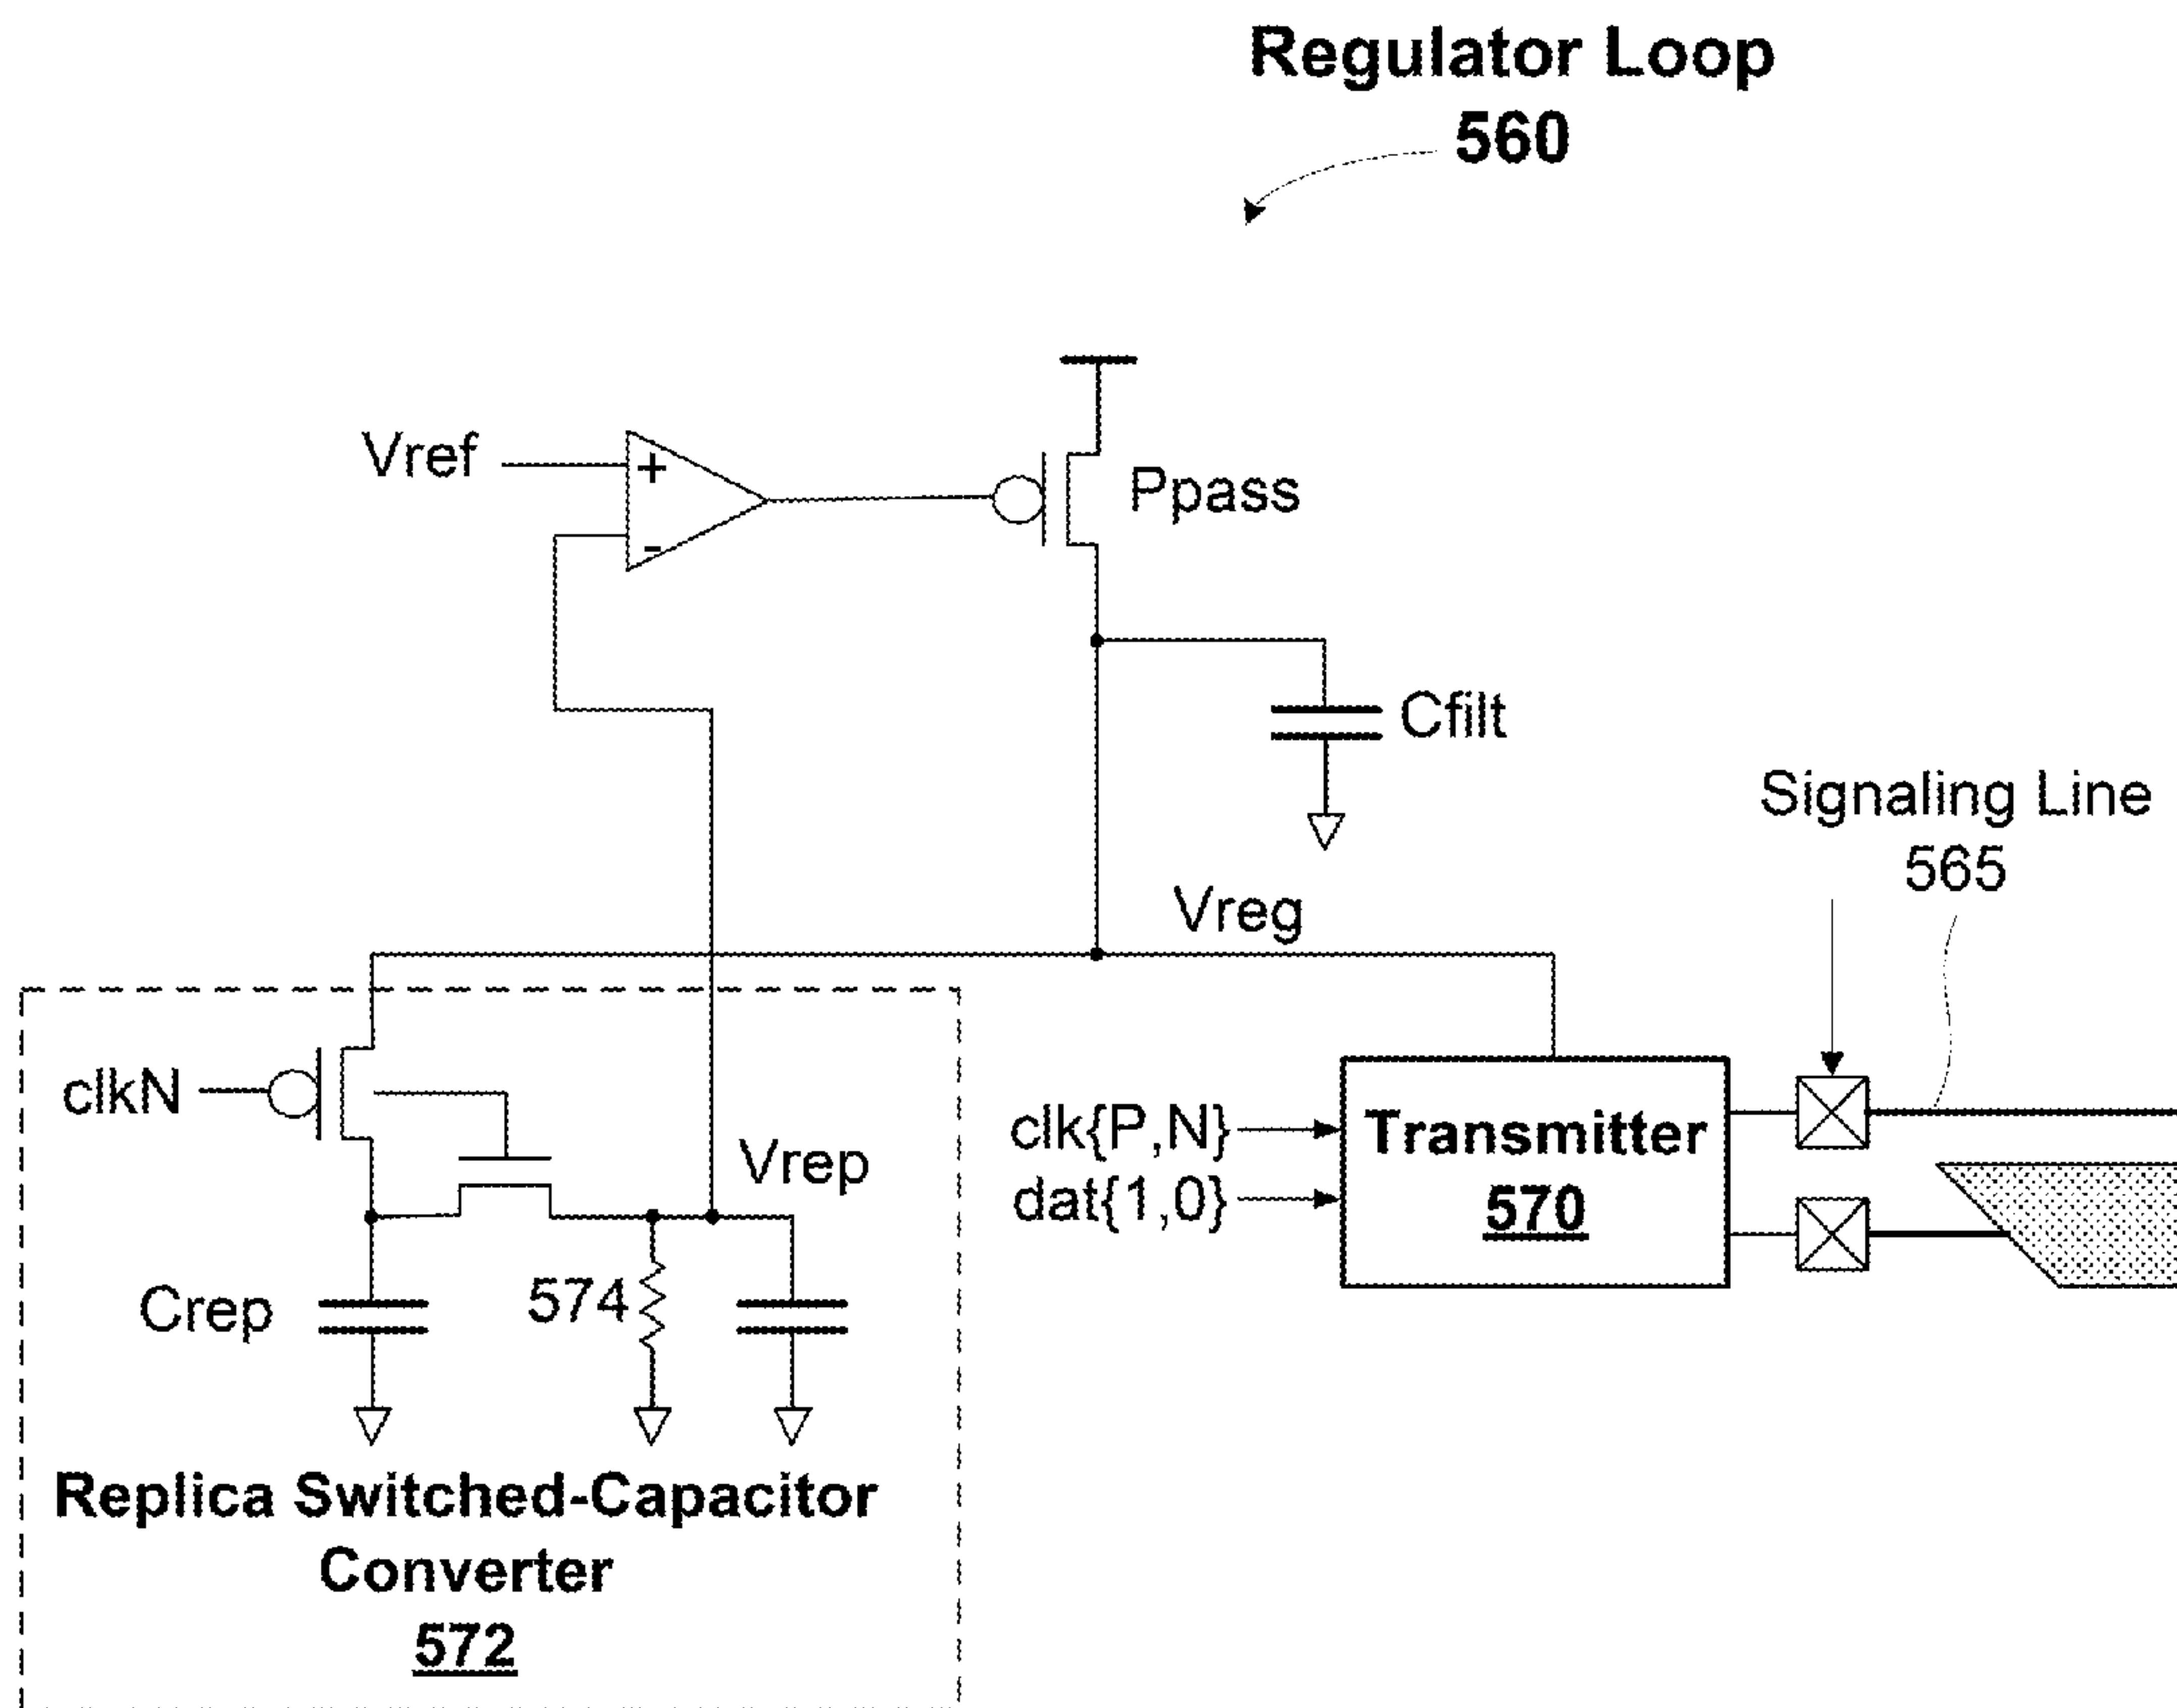 Regulator Loop
560
Vref
+
-
Ppass
Cfilt
Signaling Line
565
Vreg
clkN
Vrep
clk{P,N}
dat{1,0}
Transmitter
570
Crep
574
Replica Switched-Capacitor
Converter
572